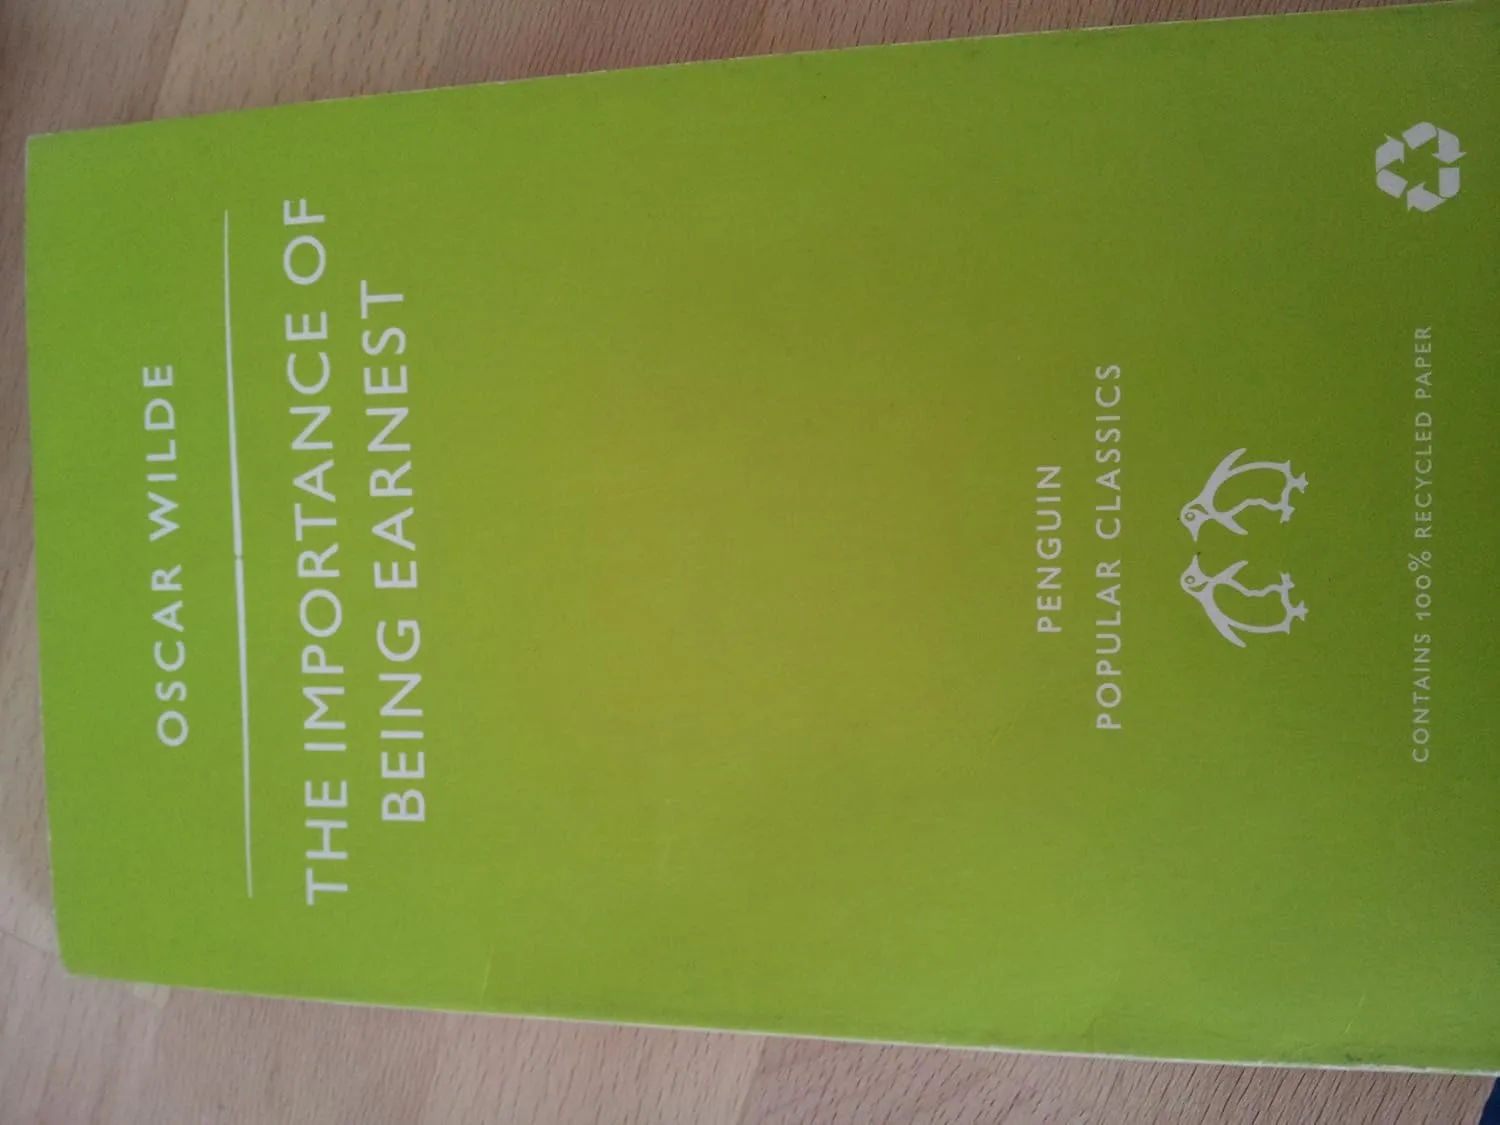 OSCAR WILDE
THE IMPORTANCE OF
BEING EARNEST
PENGUIN
POPULAR CLASSICS
CONTAINS 100% RECYCLED PAPER